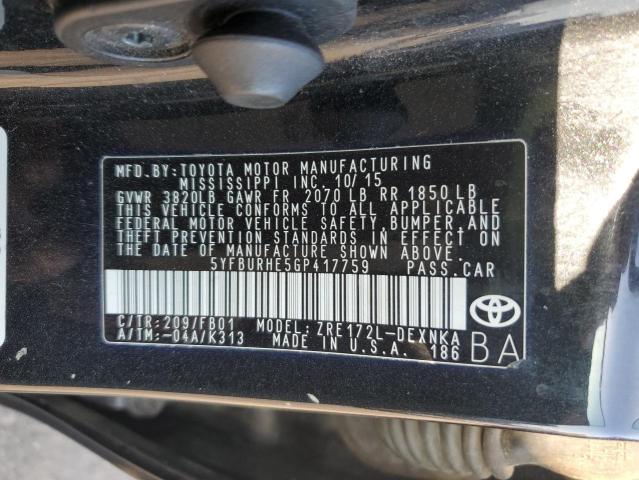 MFD.BY:TOYOTA MOTOR MANUFACTURING
MISSISSIPPI INC. 10/15
GVWR 3820LB GAWR FR 2070 LB RR 1850 LB
THIS VEHICLE CONFORMS TO ALL APPLICABLE
FEDERAL MOTOR VEHICLE SAFETY,BUMPER,AND
THEFT PREVENTION STANDARDS IN EFFECT ON
THE DATE OF MANUFACTURE SHOWN ABOVE.
5YFBURHE5GP417759 PASS.CAR
C/TR:209/FB01 MODEL: ZRE172L-DEXNKA
A/TM:-04A/K313 MADE IN U.S.A. 186
BA